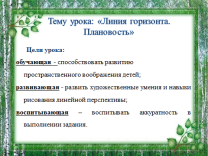 Тему урока: «Линия горизонта.
Плановость»
Цели урока:
обучающая - способствовать развитию
пространственного воображения детей;
развивающая - развить художественные умения и навыки
рисования линейной перспективы;
воспитывающая – воспитывать аккуратность в
выполнении задания.